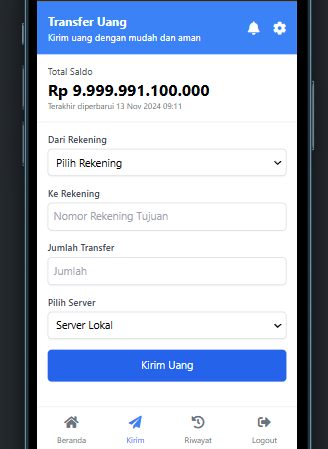 Transfer Uang
Kirim uang dengan mudah dan aman
Total Saldo
Rp 9.999.991.100.000
Terakhir diperbarui 13 Nov 2024 09:11
Dari Rekening
Pilih Rekening
Ke Rekening
Nomor Rekening Tujuan
Jumlah Transfer
Jumlah
Pilih Server
Server Lokal
Kirim Uang
Beranda
Kirim
Riwayat
Logout